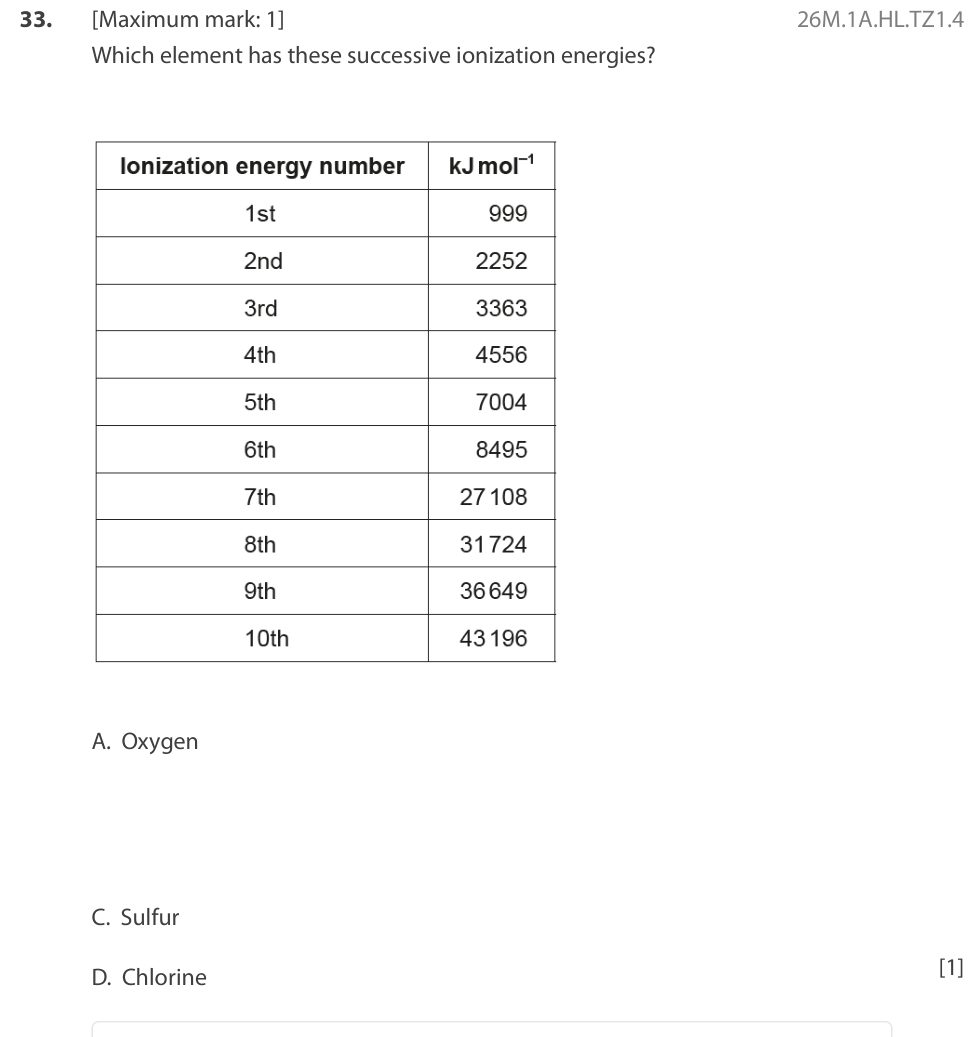 33. [Maximum mark: 1] 26M.1A.HL.TZ1.4
Which element has these successive ionization energies?
Ionization energy number kJ mol⁻¹
1st 999
2nd 2252
3rd 3363
4th 4556
5th 7004
6th 8495
7th 27 108
8th 31 724
9th 36 649
10th 43 196
A. Oxygen
C. Sulfur
D. Chlorine
[1]